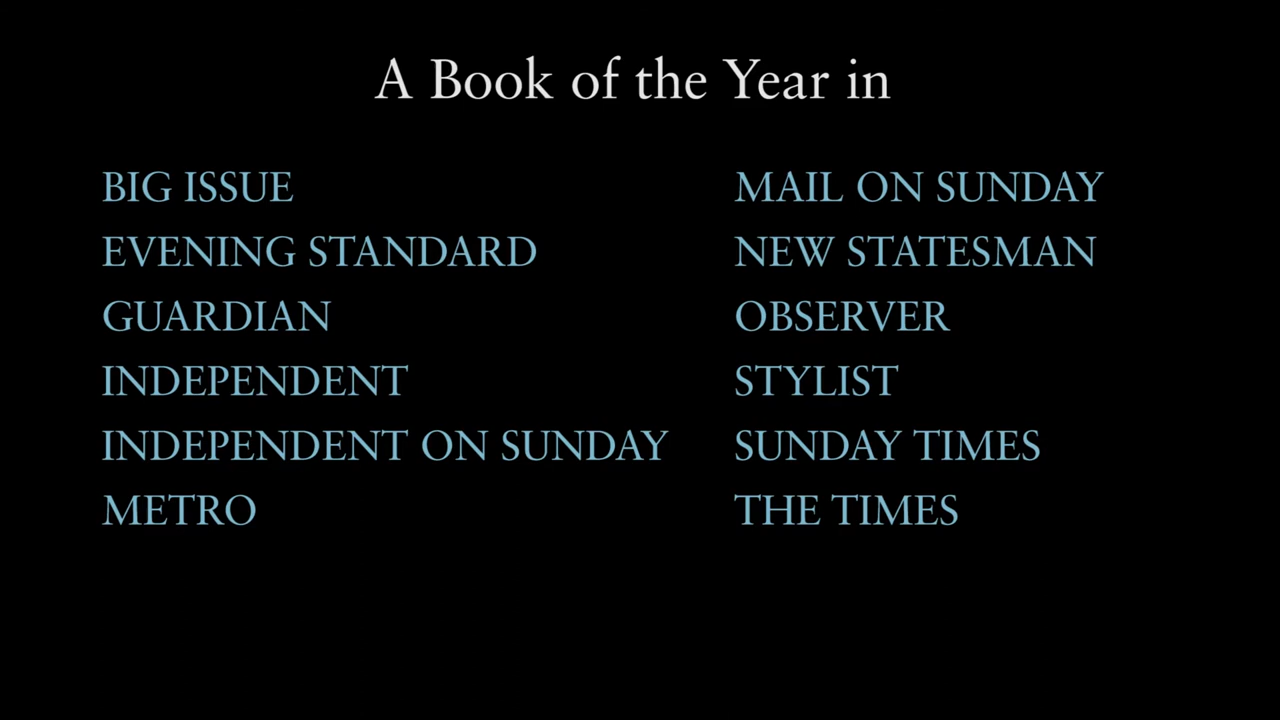 A Book of the Year in
BIG ISSUE
EVENING STANDARD
GUARDIAN
INDEPENDENT
INDEPENDENT ON SUNDAY
METRO
MAIL ON SUNDAY
NEW STATESMAN
OBSERVER
STYLIST
SUNDAY TIMES
THE TIMES